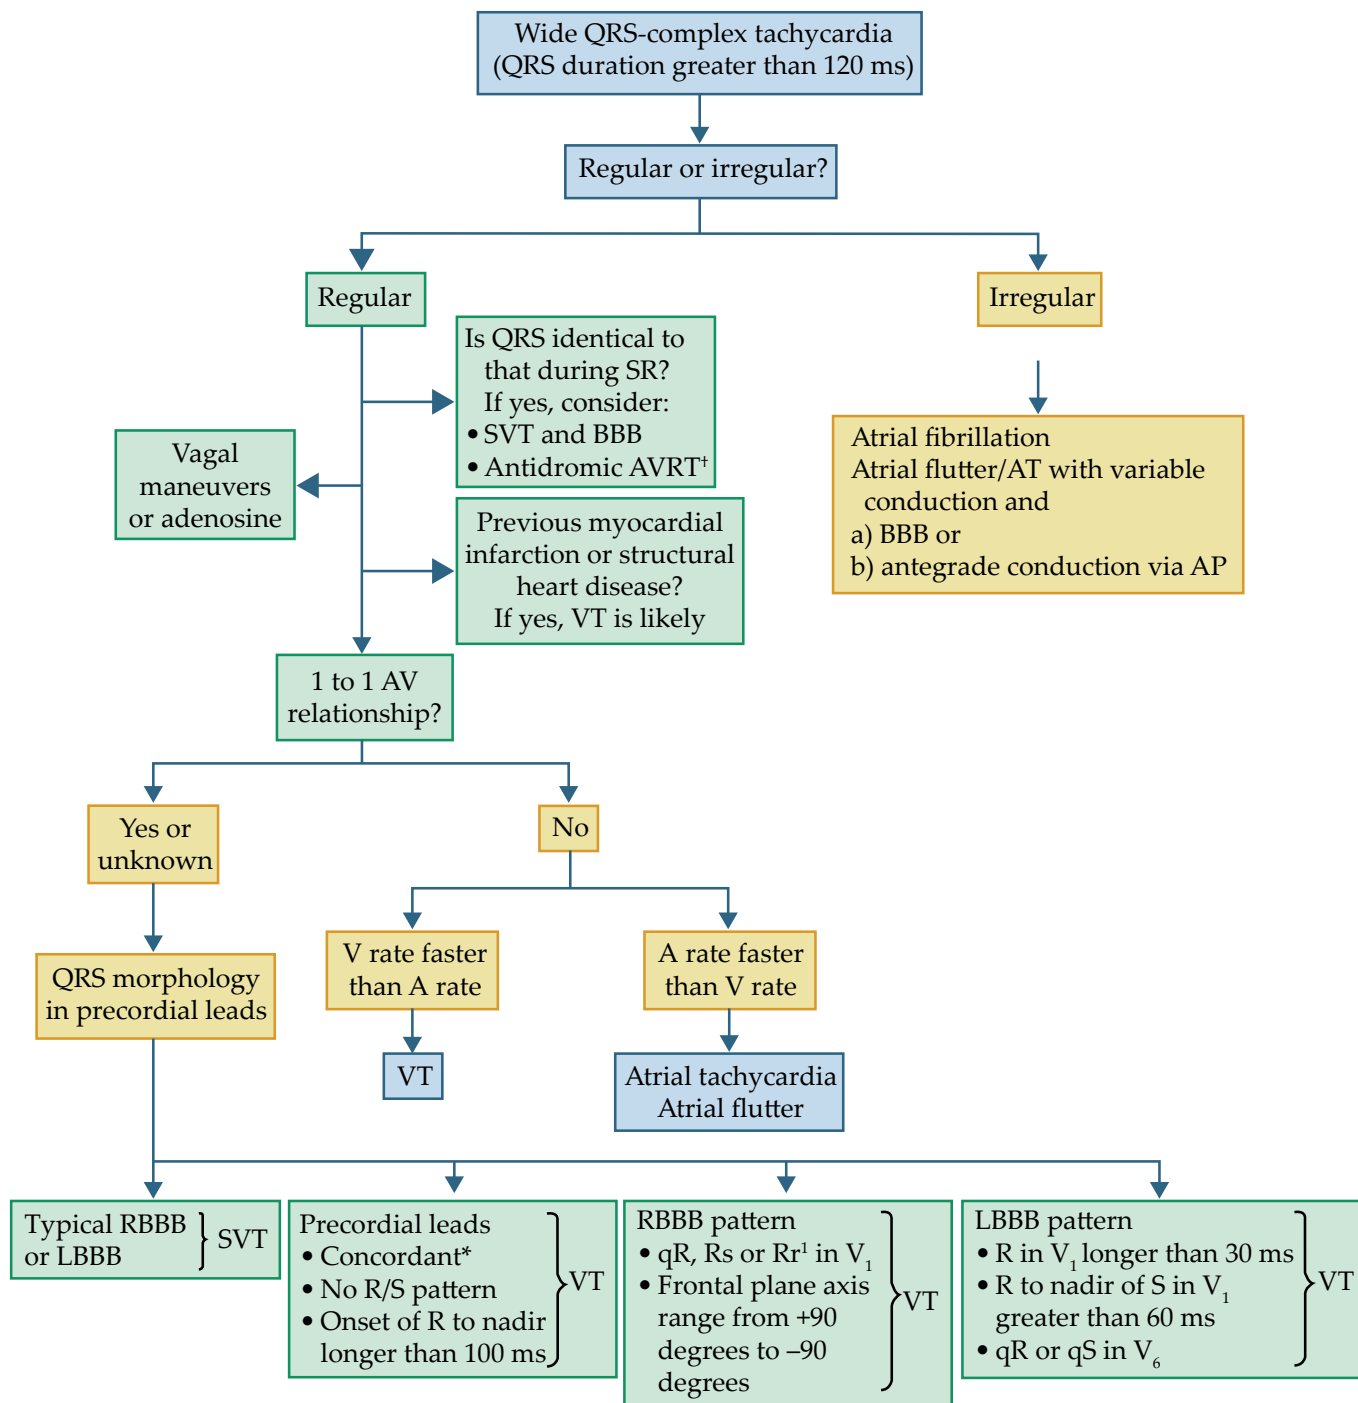 Wide QRS-complex tachycardia
(QRS duration greater than 120 ms)
Regular or irregular?
Regular
Irregular
Is QRS identical to
that during SR?
If yes, consider:
• SVT and BBB
• Antidromic AVRT†
Vagal
maneuvers
or adenosine
Previous myocardial
infarction or structural
heart disease?
If yes, VT is likely
Atrial fibrillation
Atrial flutter/AT with variable
conduction and
a) BBB or
b) antegrade conduction via AP
1 to 1 AV
relationship?
Yes or
unknown
No
QRS morphology
in precordial leads
V rate faster
than A rate
A rate faster
than V rate
VT
Atrial tachycardia
Atrial flutter
Typical RBBB
or LBBB
SVT
Precordial leads
• Concordant*
• No R/S pattern
• Onset of R to nadir
longer than 100 ms
VT
RBBB pattern
• qR, Rs or Rr¹ in V₁
• Frontal plane axis
range from +90
degrees to –90
degrees
VT
LBBB pattern
• R in V₁ longer than 30 ms
• R to nadir of S in V₁
greater than 60 ms
• qR or qS in V₆
VT